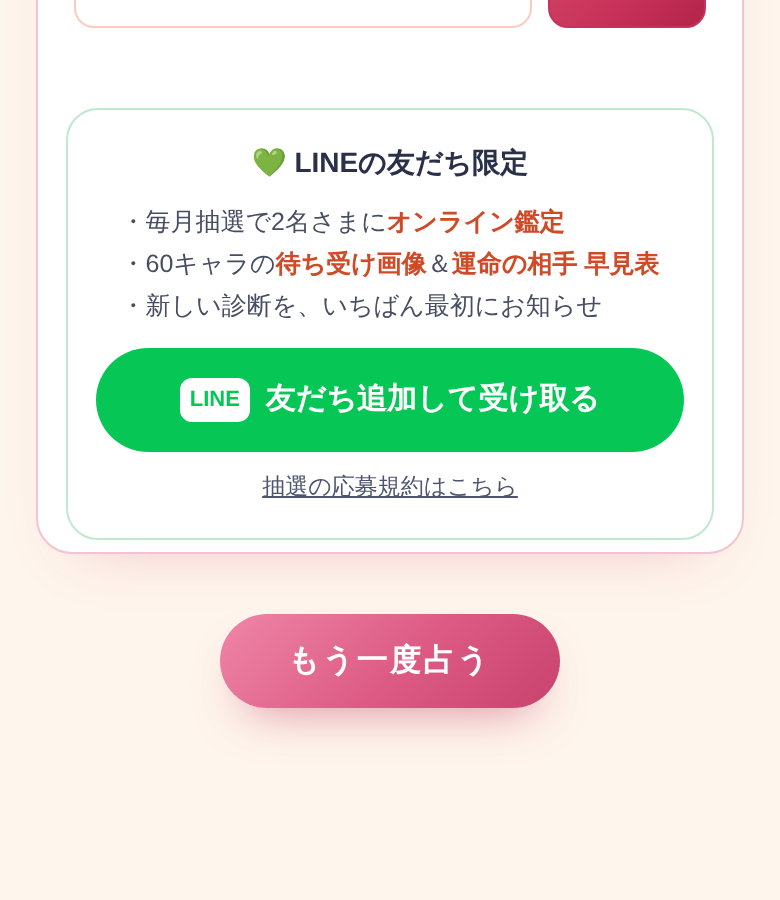 💚 LINEの友だち限定
・毎月抽選で2名さまにオンライン鑑定
・60キャラの待ち受け画像＆運命の相手 早見表
・新しい診断を、いちばん最初にお知らせ
LINE 友だち追加して受け取る
抽選の応募規約はこちら
もう一度占う